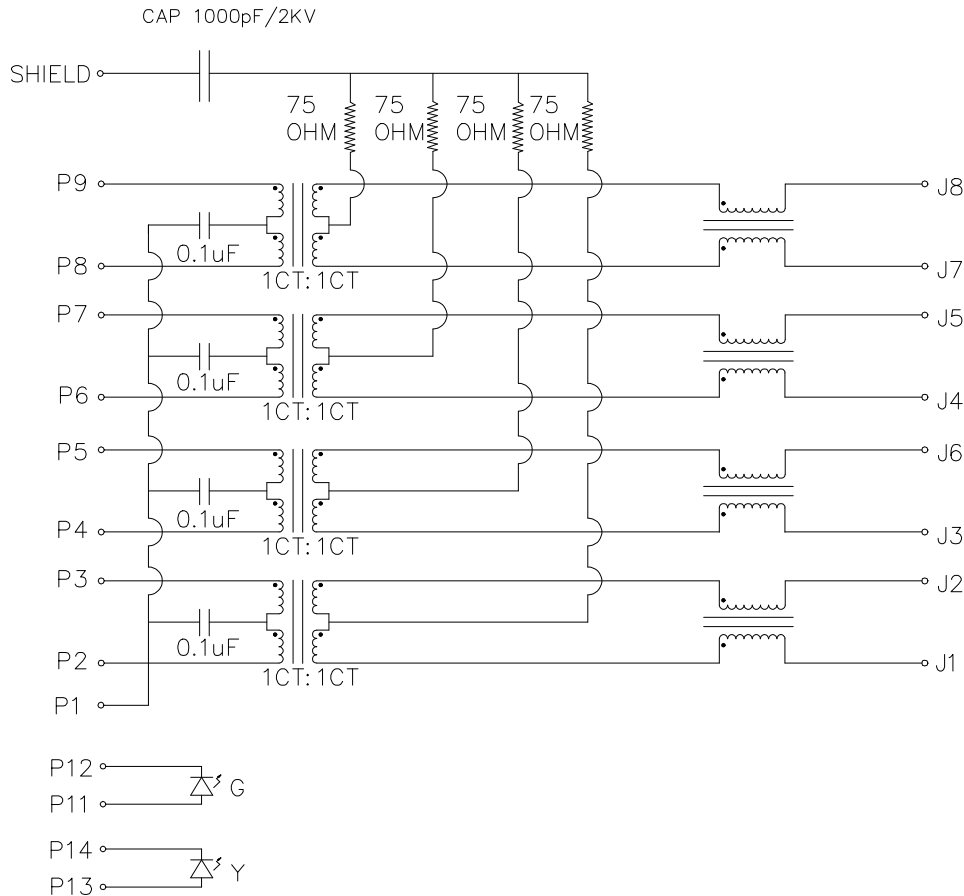 CAP 1000pF/2KV
SHIELD
75 OHM
75 OHM
75 OHM
75 OHM
P9
J8
0.1uF
P8
1CT:1CT
J7
P7
J5
0.1uF
P6
1CT:1CT
J4
P5
J6
0.1uF
P4
1CT:1CT
J3
P3
J2
0.1uF
P2
1CT:1CT
J1
P1
P12
G
P11
P14
Y
P13